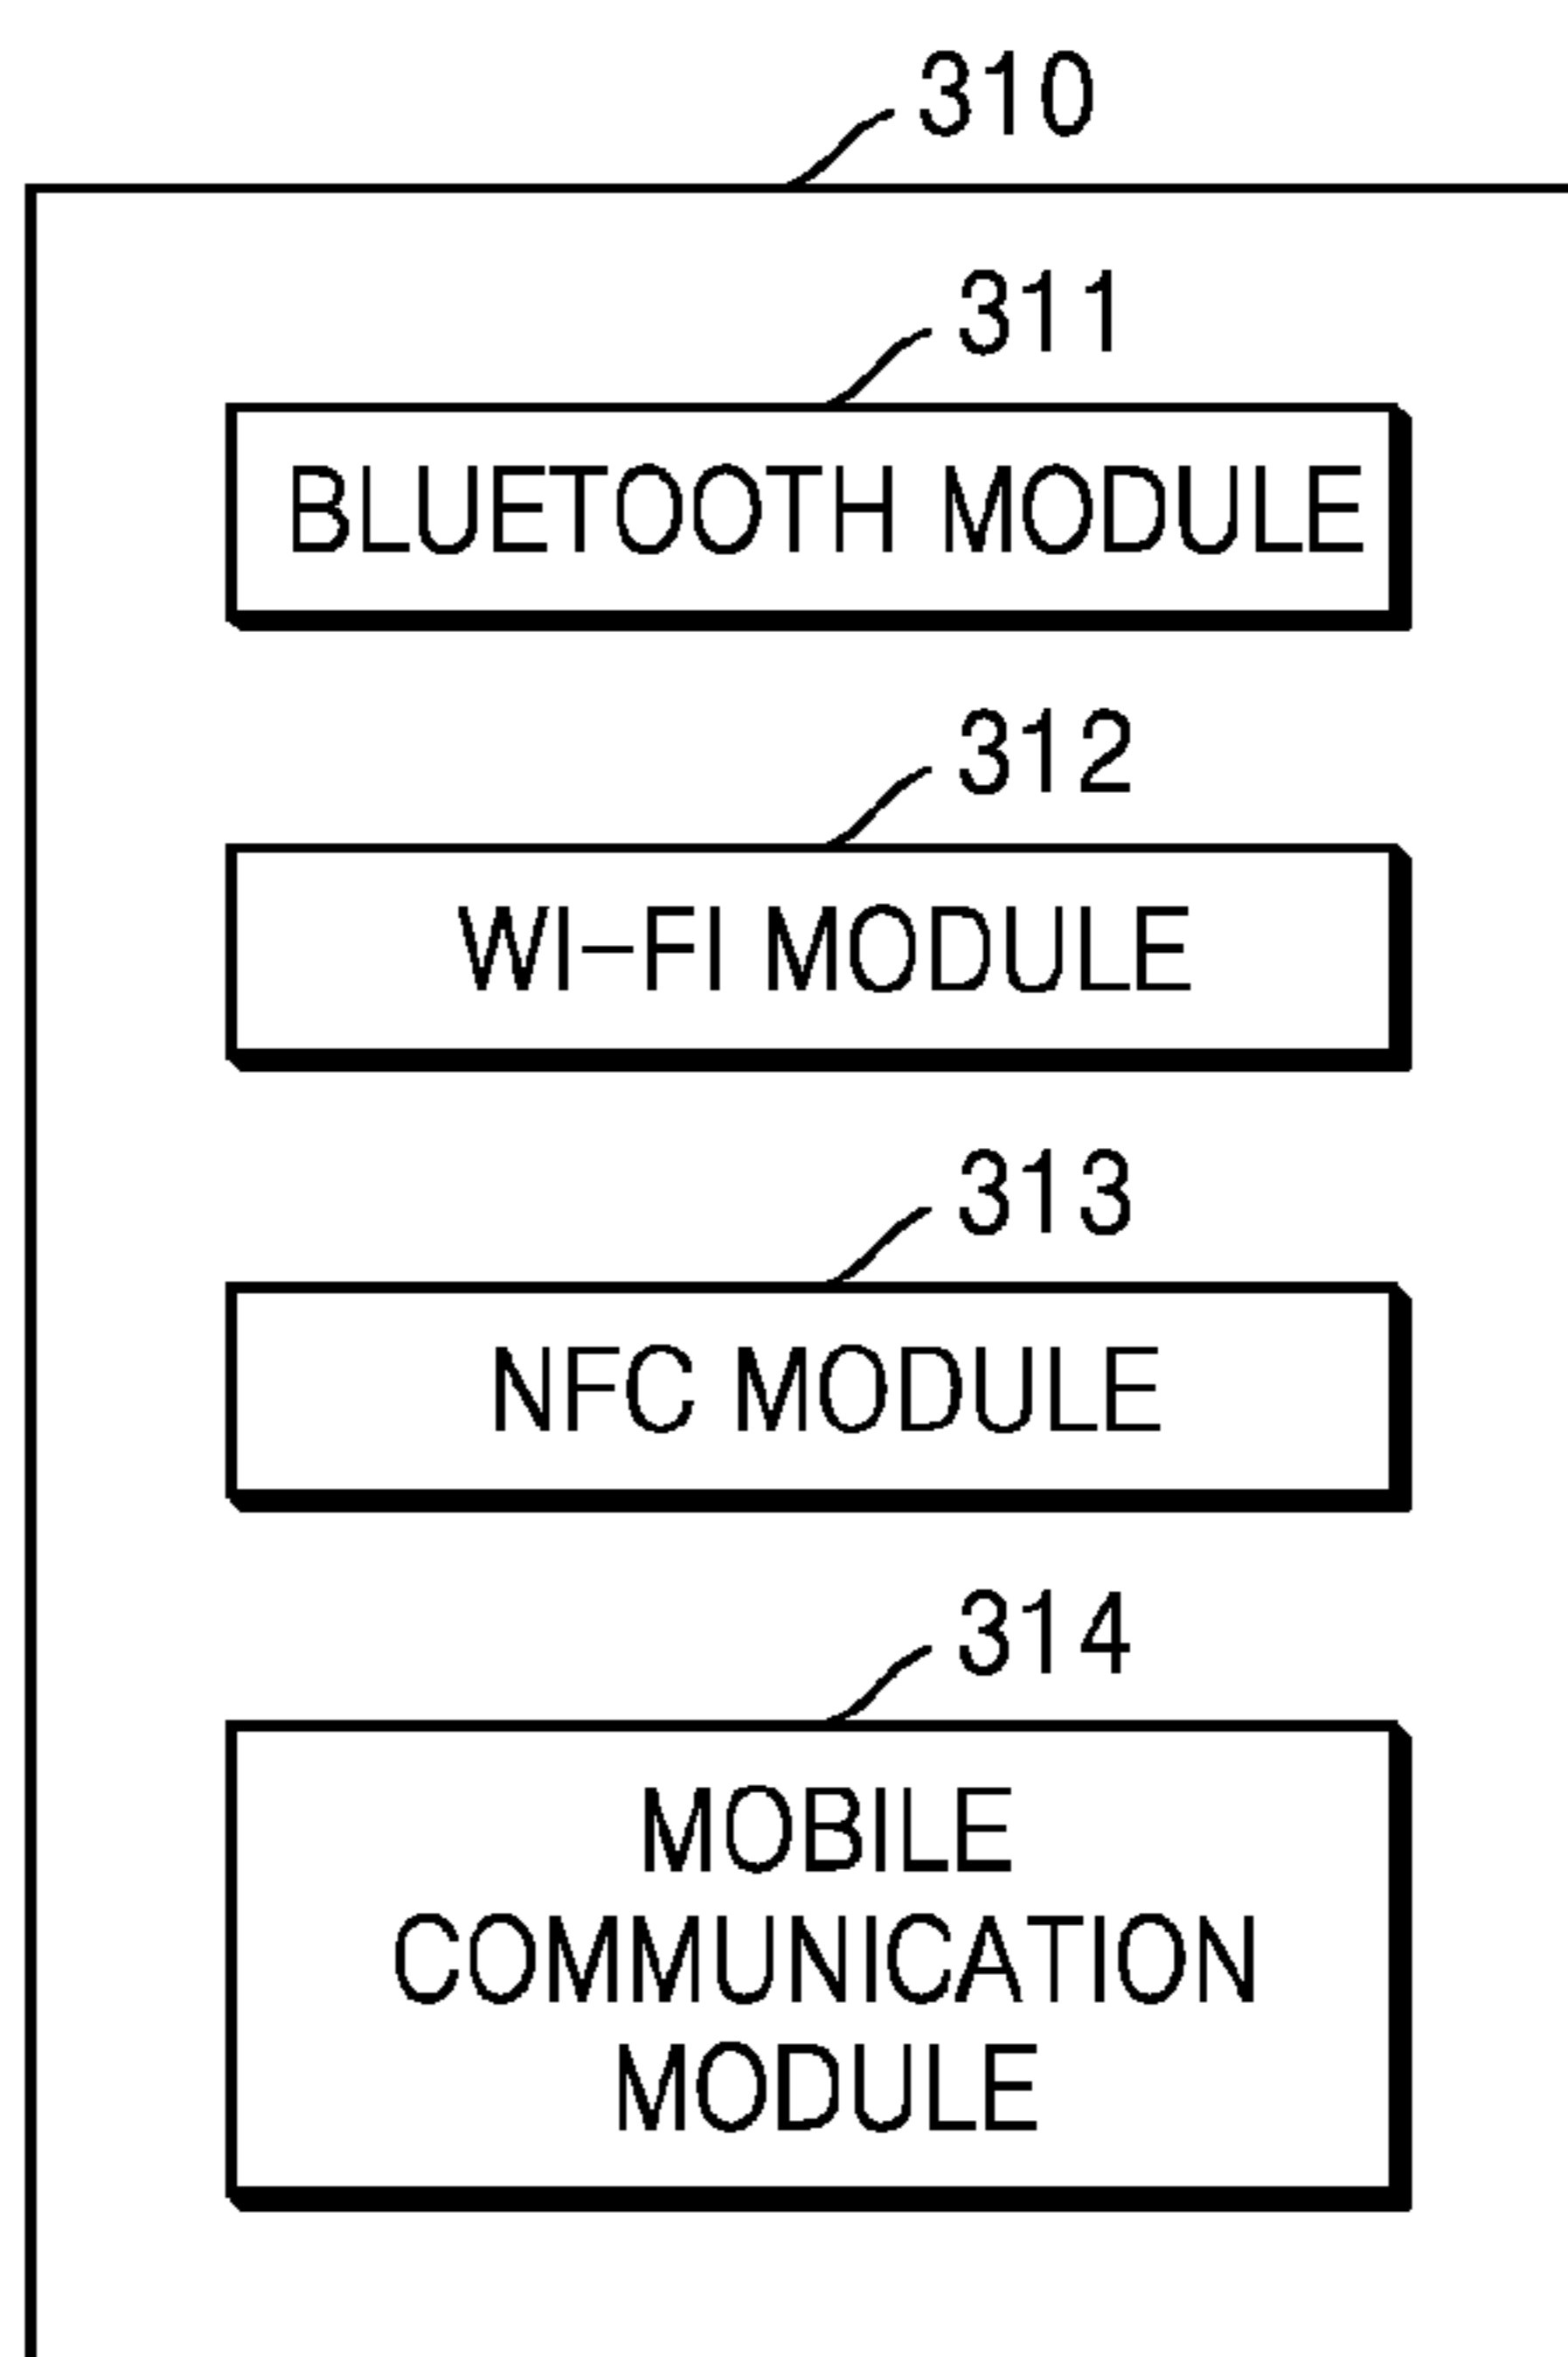 310
311
BLUETOOTH MODULE
312
WI-FI MODULE
313
NFC MODULE
314
MOBILE
COMMUNICATION
MODULE